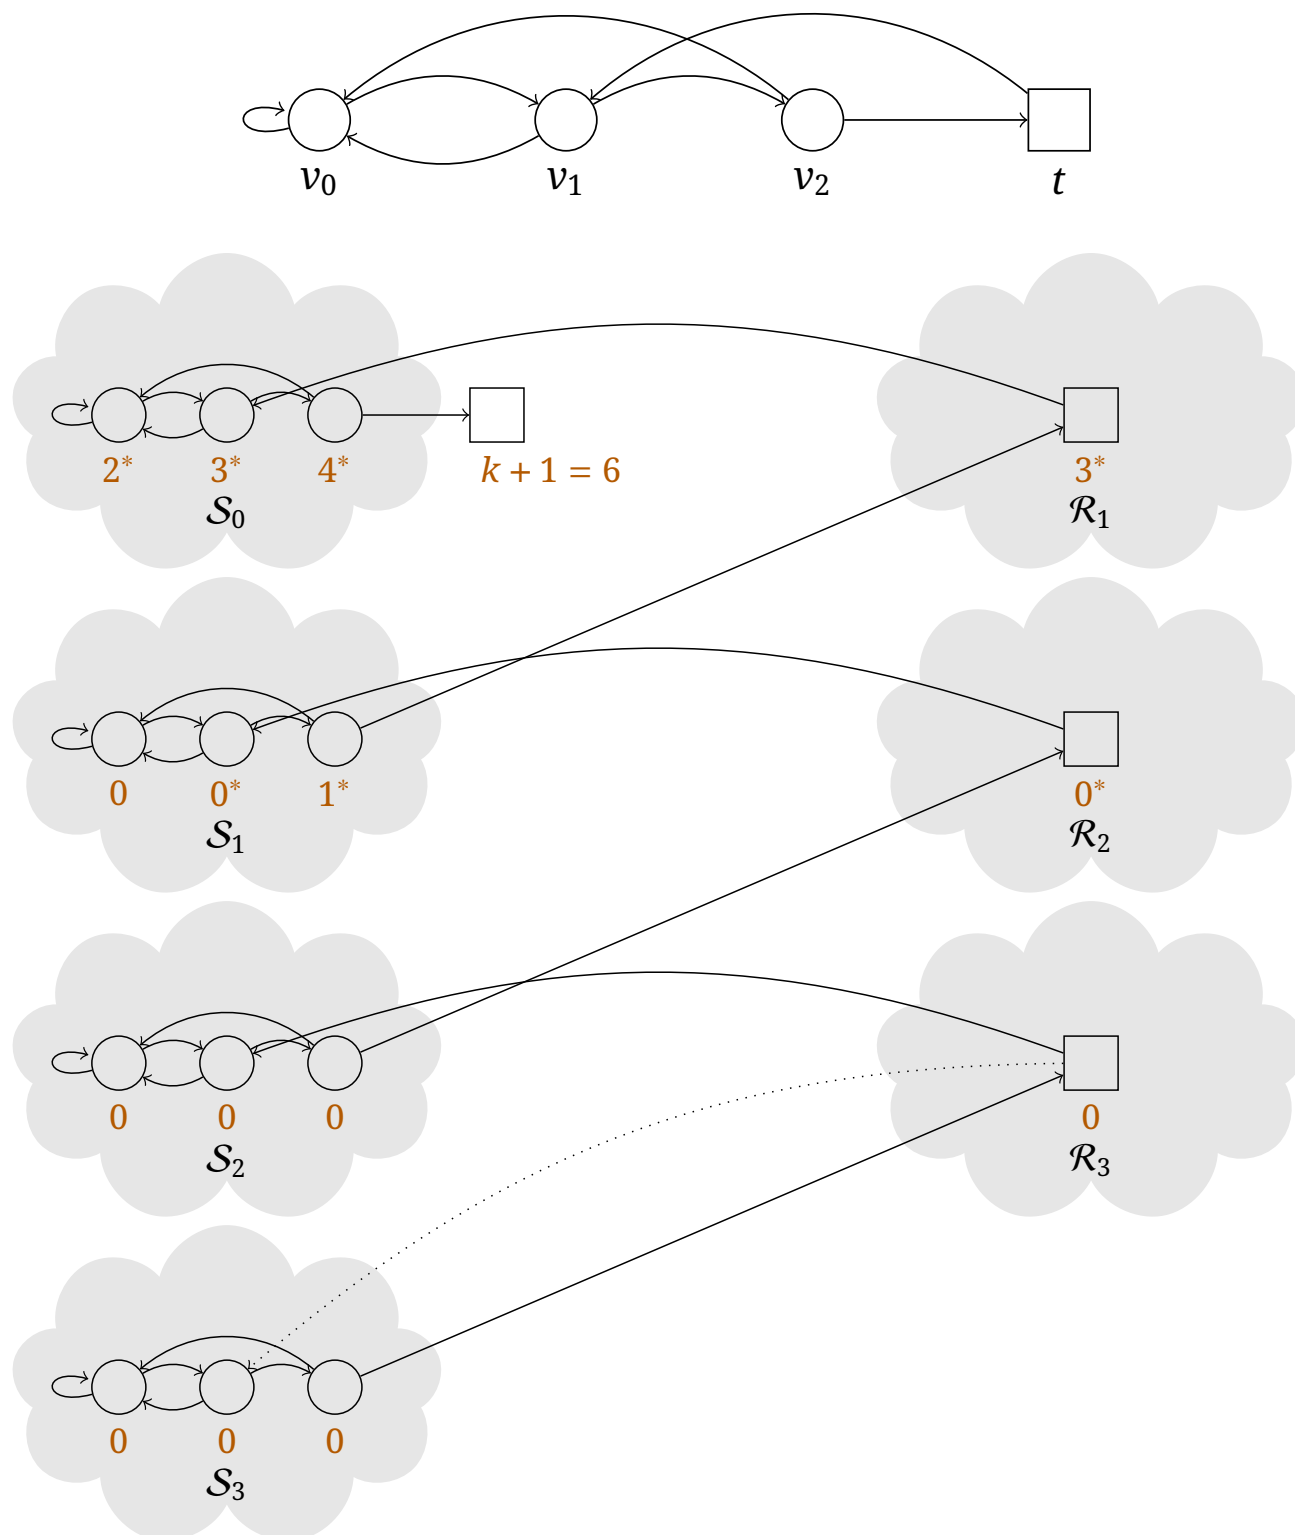 v₀ v₁ v₂ t
2* 3* 4* k + 1 = 6 3*
𝒮₀ ℛ₁
0 0* 1* 0*
𝒮₁ ℛ₂
0 0 0 0
𝒮₂ ℛ₃
0 0 0
𝒮₃